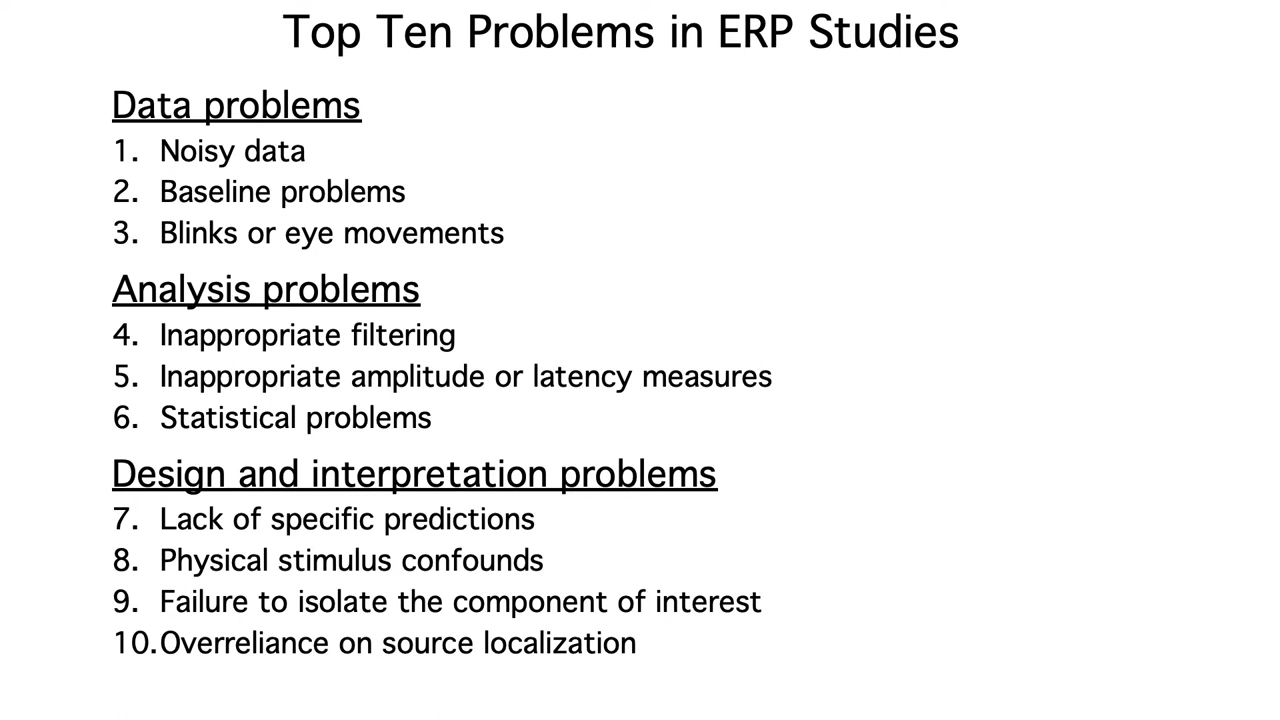 Top Ten Problems in ERP Studies
Data problems
1. Noisy data
2. Baseline problems
3. Blinks or eye movements
Analysis problems
4. Inappropriate filtering
5. Inappropriate amplitude or latency measures
6. Statistical problems
Design and interpretation problems
7. Lack of specific predictions
8. Physical stimulus confounds
9. Failure to isolate the component of interest
10. Overreliance on source localization